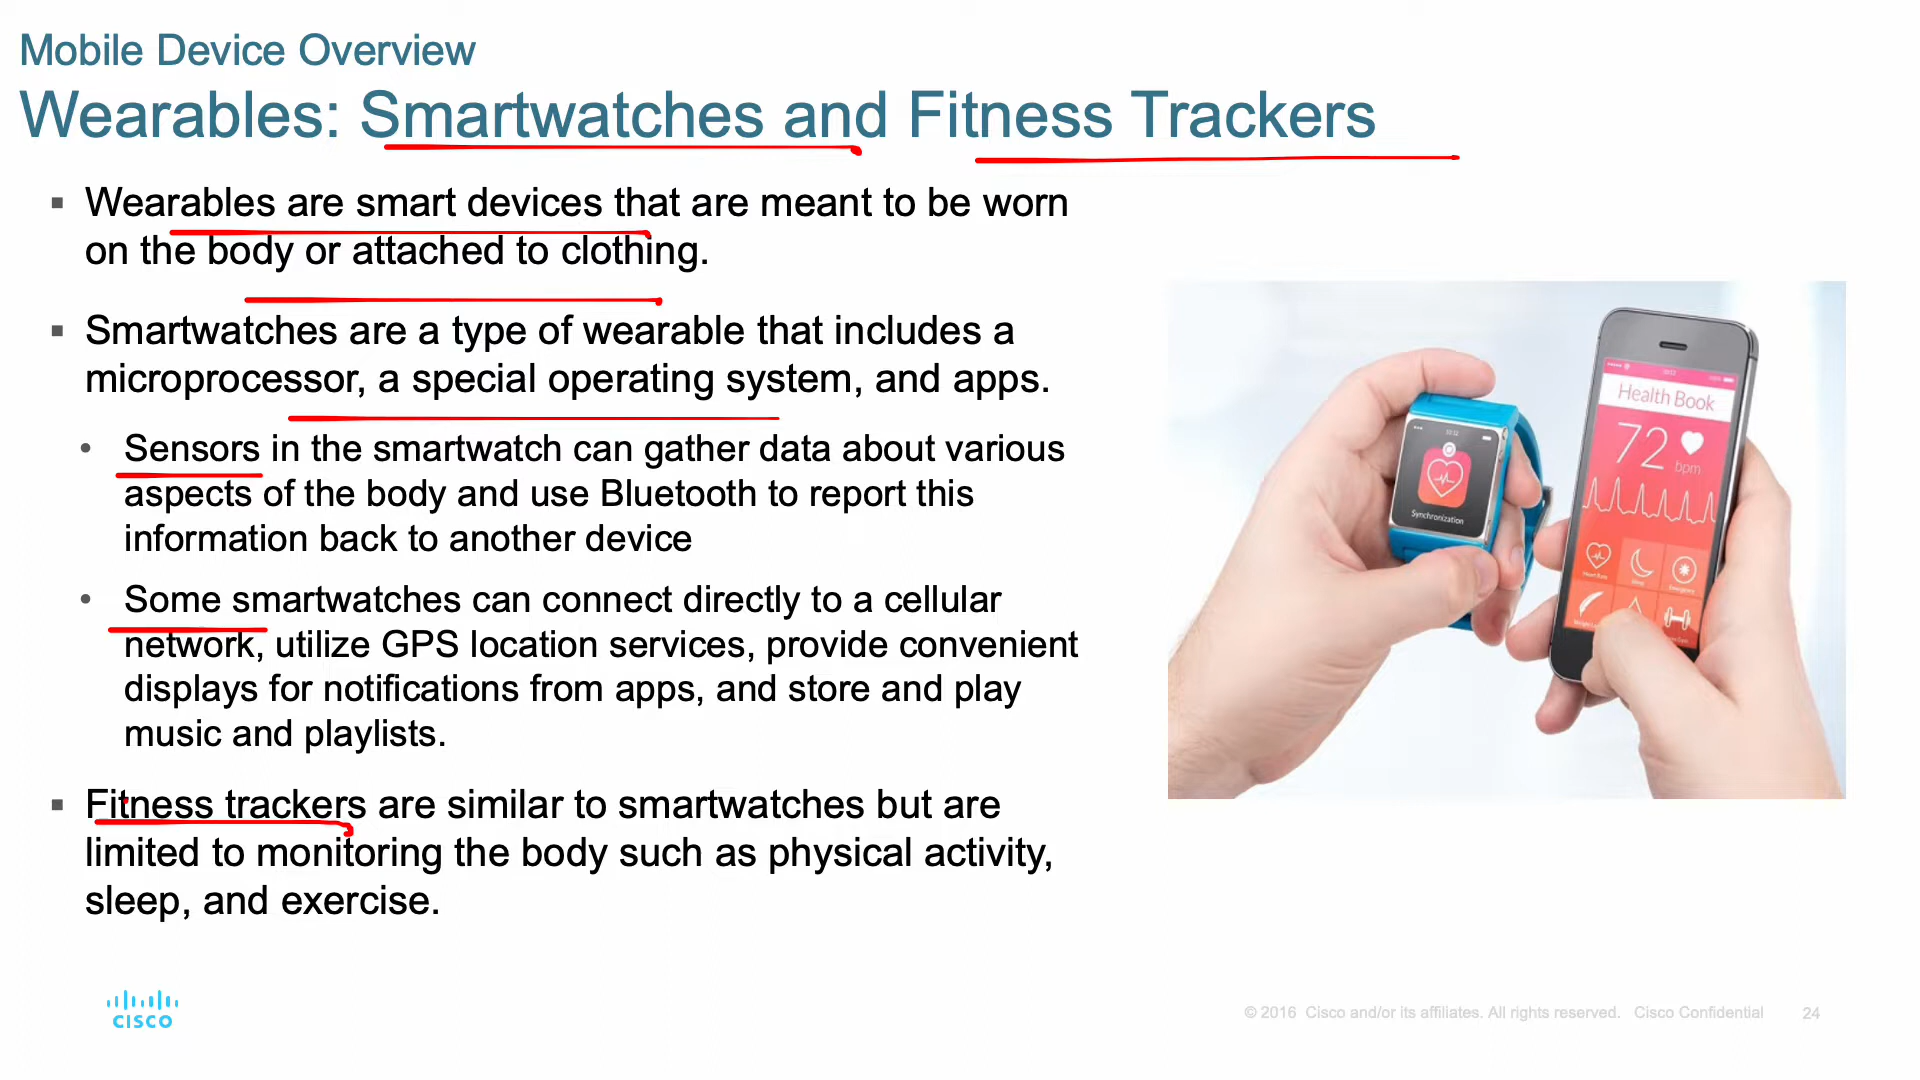 Mobile Device Overview
Wearables: Smartwatches and Fitness Trackers
▪ Wearables are smart devices that are meant to be worn
on the body or attached to clothing.
▪ Smartwatches are a type of wearable that includes a
microprocessor, a special operating system, and apps.
• Sensors in the smartwatch can gather data about various
aspects of the body and use Bluetooth to report this
information back to another device
• Some smartwatches can connect directly to a cellular
network, utilize GPS location services, provide convenient
displays for notifications from apps, and store and play
music and playlists.
▪ Fitness trackers are similar to smartwatches but are
limited to monitoring the body such as physical activity,
sleep, and exercise.
10:12
Synchronization
Health Book
72
bpm
Heart Rate
Sleep
Emergency
CISCO
© 2016 Cisco and/or its affiliates. All rights reserved. Cisco Confidential
24